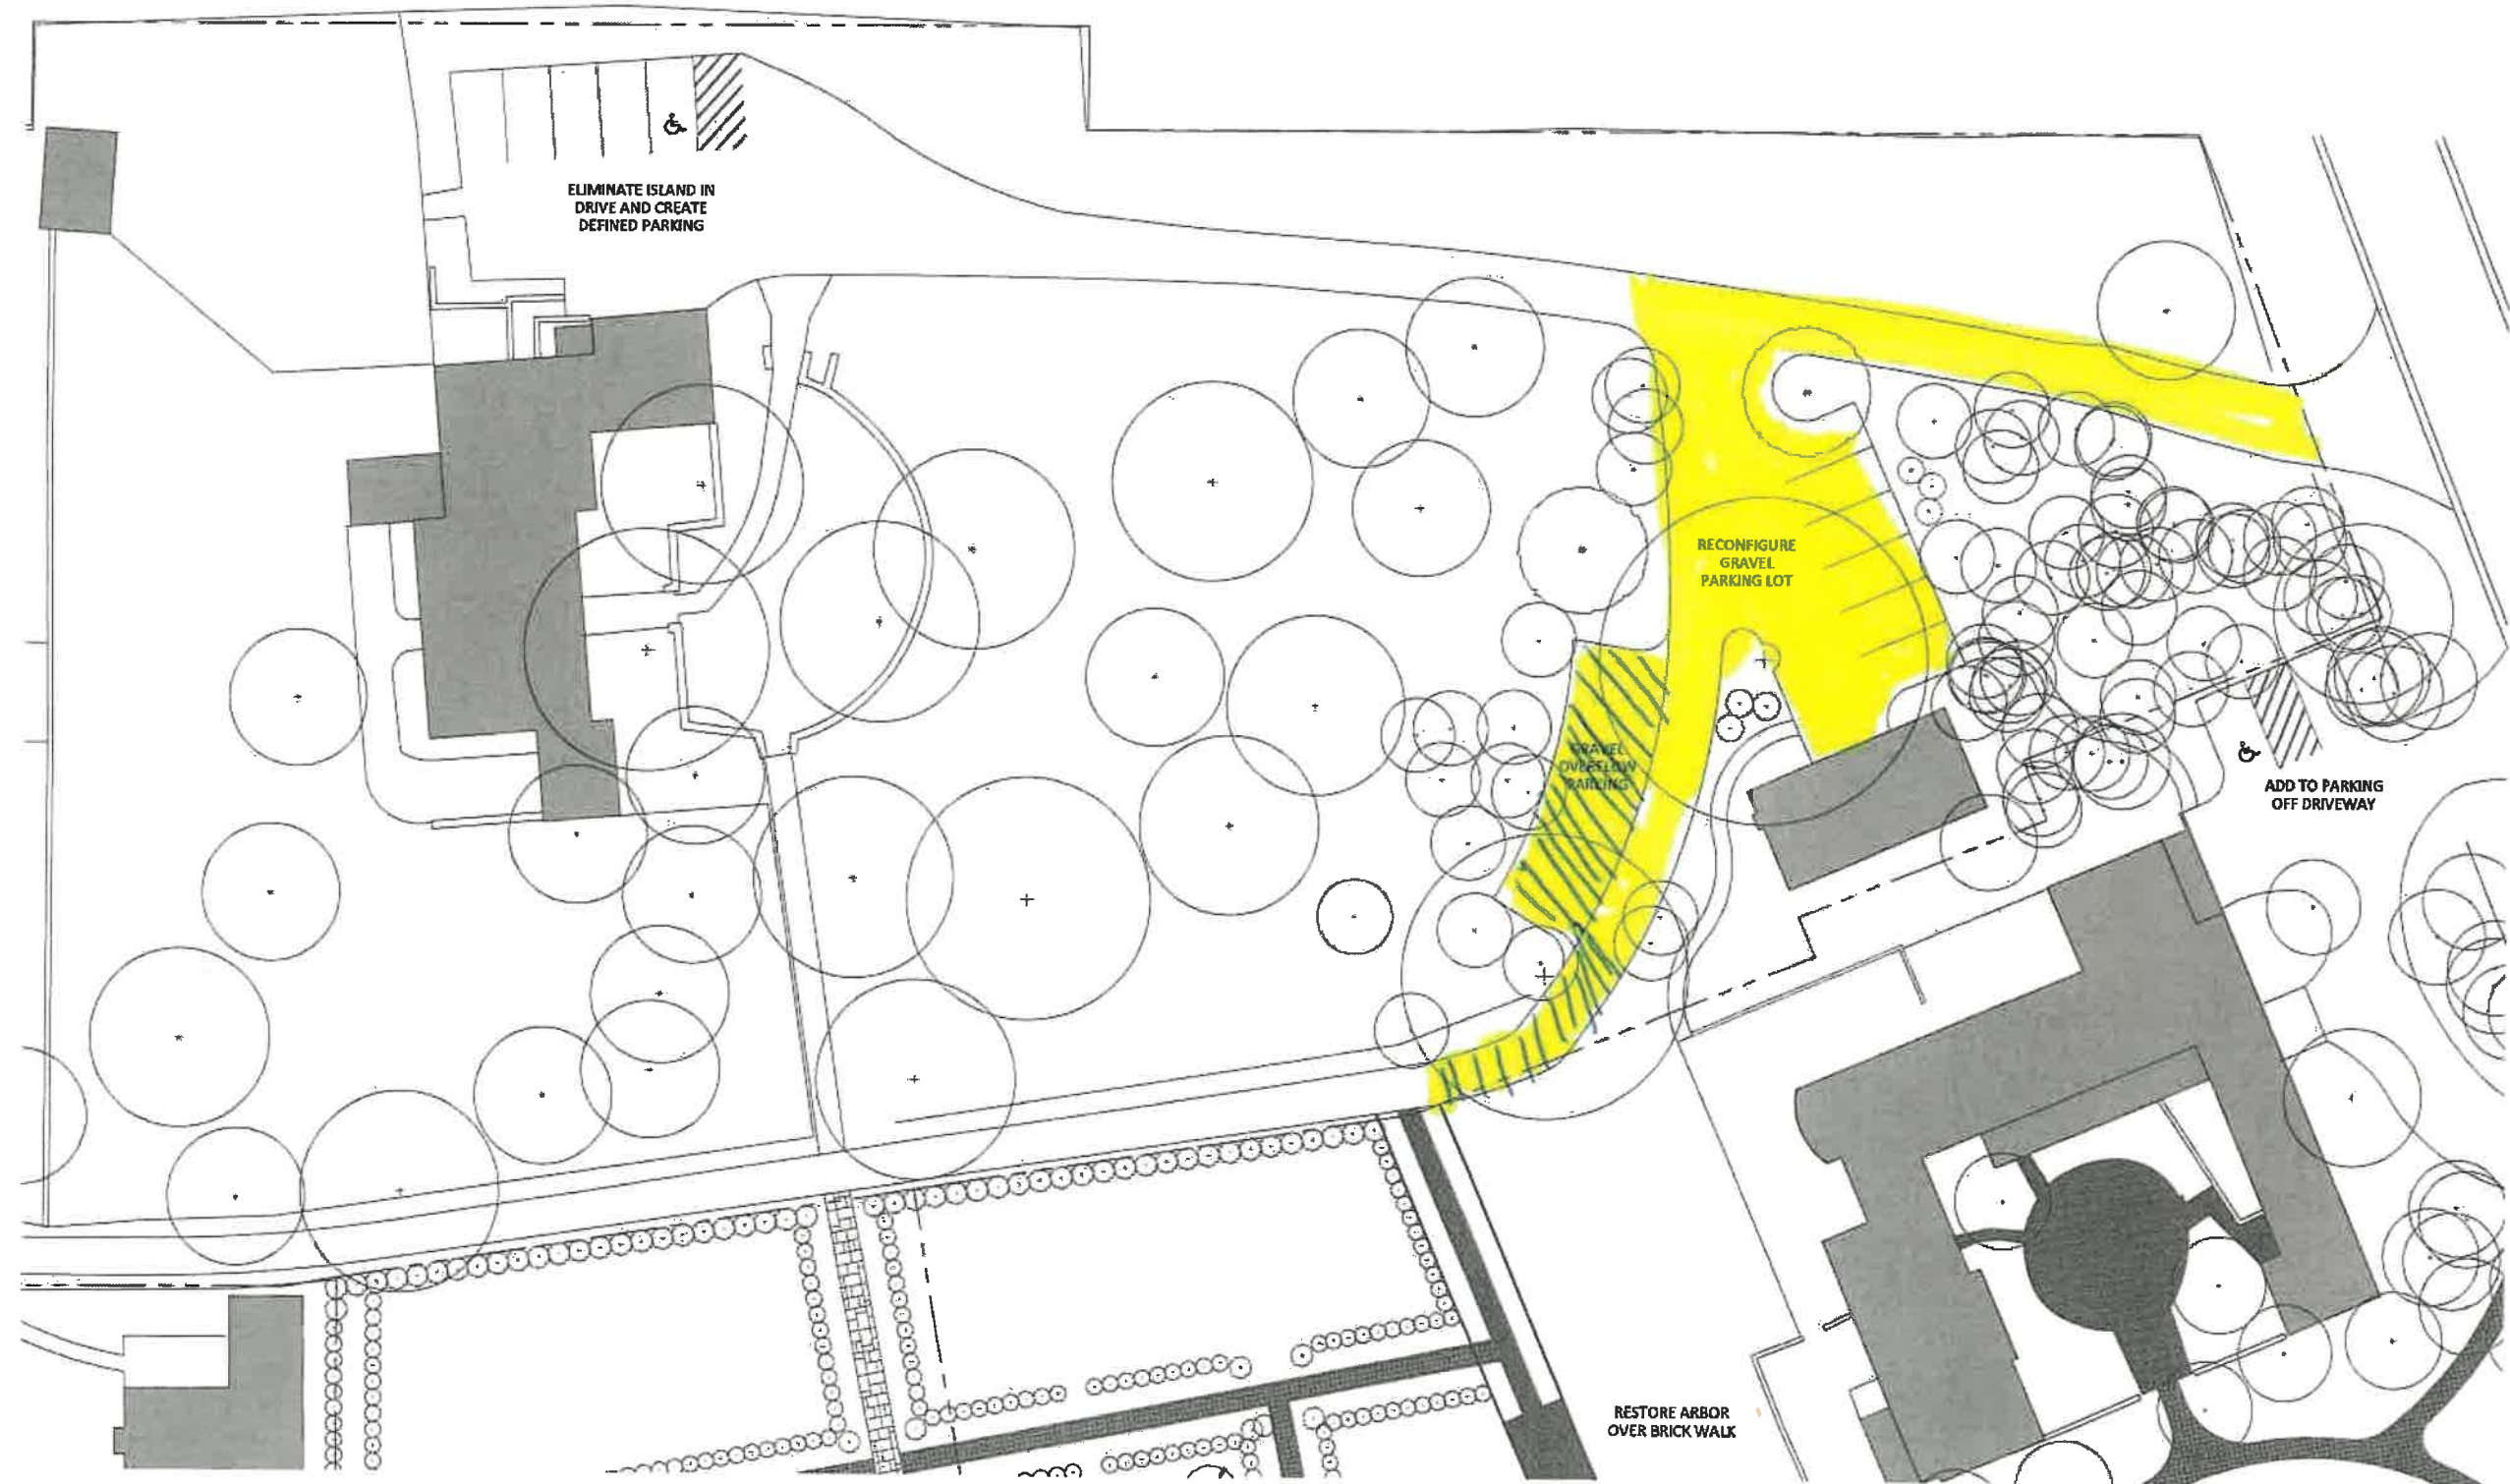 ELIMINATE ISLAND IN
DRIVE AND CREATE
DEFINED PARKING
RECONFIGURE
GRAVEL
PARKING LOT
GRAVEL
OVERFLOW
PARKING
ADD TO PARKING
OFF DRIVEWAY
RESTORE ARBOR
OVER BRICK WALK